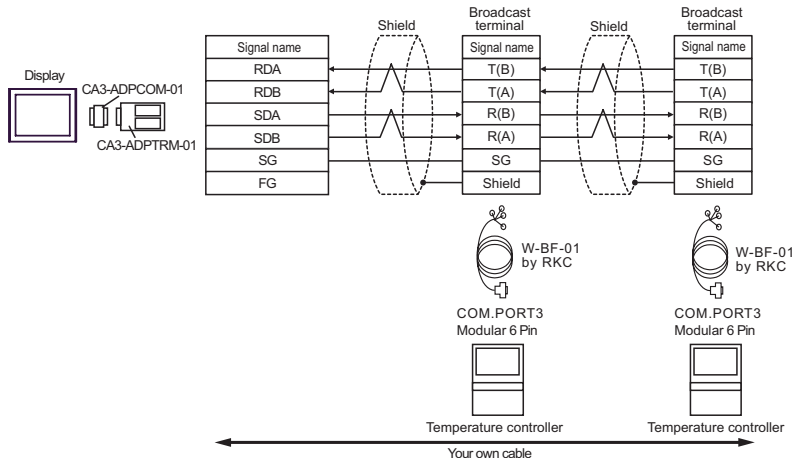 Display
CA3-ADPCOM-01
CA3-ADPTRM-01
Signal name
RDA
RDB
SDA
SDB
SG
FG
Shield
Broadcast
terminal
Signal name
T(B)
T(A)
R(B)
R(A)
SG
Shield
Shield
Broadcast
terminal
Signal name
T(B)
T(A)
R(B)
R(A)
SG
Shield
W-BF-01
by RKC
COM.PORT3
Modular 6 Pin
Temperature controller
W-BF-01
by RKC
COM.PORT3
Modular 6 Pin
Temperature controller
Your own cable